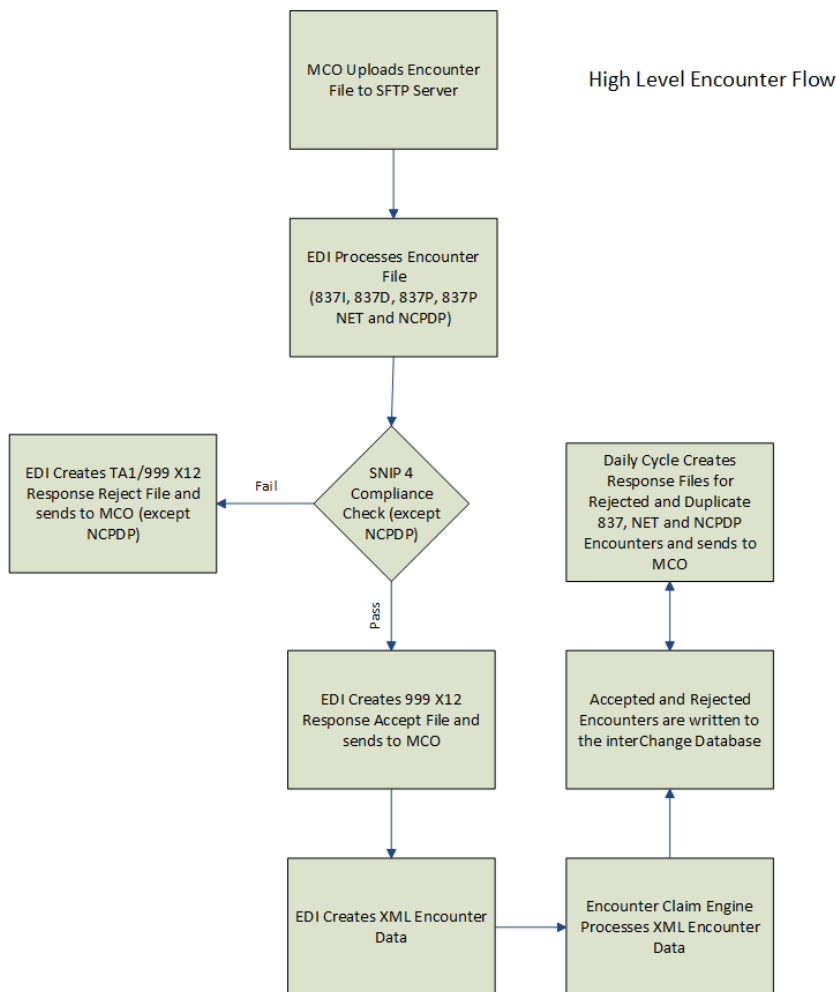 MCO Uploads Encounter
File to SFTP Server
High Level Encounter Flow
EDI Processes Encounter
File
(837I, 837D, 837P, 837P
NET and NCPDP)
EDI Creates TA1/999 X12
Response Reject File and
sends to MCO (except
NCPDP)
Fail
SNIP 4
Compliance
Check (except
NCPDP)
Daily Cycle Creates
Response Files for
Rejected and Duplicate
837, NET and NCPDP
Encounters and sends to
MCO
Pass
EDI Creates 999 X12
Response Accept File and
sends to MCO
Accepted and Rejected
Encounters are written to
the interChange Database
EDI Creates XML Encounter
Data
Encounter Claim Engine
Processes XML Encounter
Data